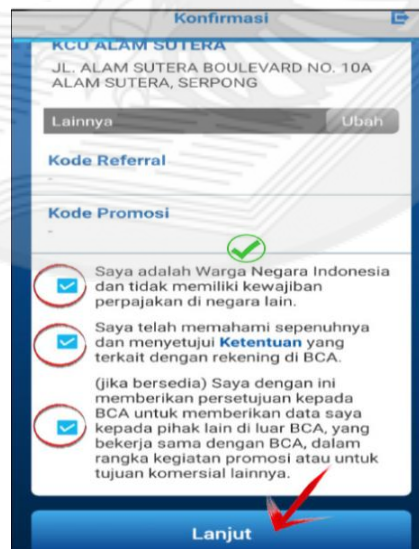 Konfirmasi
KCU ALAM SUTERA
JL. ALAM SUTERA BOULEVARD NO. 10A
ALAM SUTERA, SERPONG
Lainnya
Ubah
Kode Referral
-
Kode Promosi
-
Saya adalah Warga Negara Indonesia
dan tidak memiliki kewajiban
perpajakan di negara lain.
Saya telah memahami sepenuhnya
dan menyetujui Ketentuan yang
terkait dengan rekening di BCA.
(jika bersedia) Saya dengan ini
memberikan persetujuan kepada
BCA untuk memberikan data saya
kepada pihak lain di luar BCA, yang
bekerja sama dengan BCA, dalam
rangka kegiatan promosi atau untuk
tujuan komersial lainnya.
Lanjut